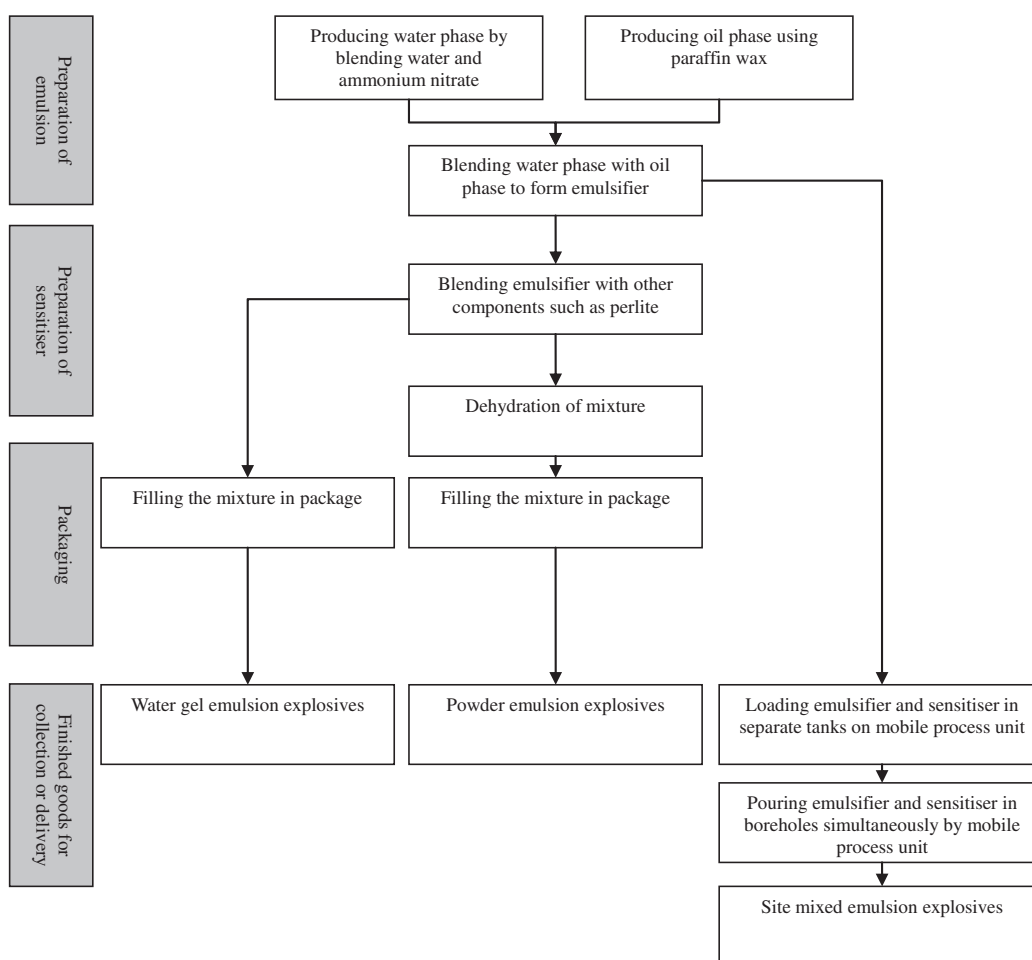 Preparation of
emulsion
Producing water phase by
blending water and
ammonium nitrate
Producing oil phase using
paraffin wax
Blending water phase with oil
phase to form emulsifier
Preparation of
sensitiser
Blending emulsifier with other
components such as perlite
Dehydration of mixture
Packaging
Filling the mixture in package
Filling the mixture in package
Finished goods for
collection or delivery
Water gel emulsion explosives
Powder emulsion explosives
Loading emulsifier and sensitiser in
separate tanks on mobile process unit
Pouring emulsifier and sensitiser in
boreholes simultaneously by mobile
process unit
Site mixed emulsion explosives